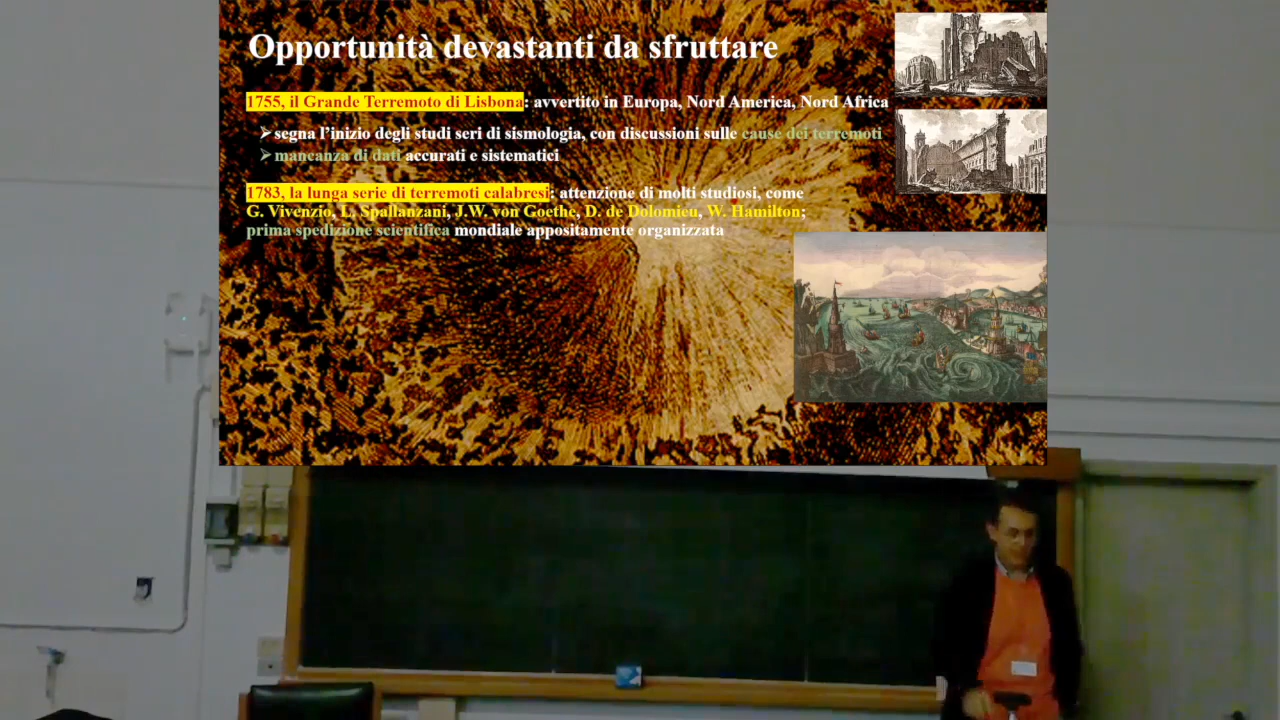 Opportunità devastanti da sfruttare
1755, il Grande Terremoto di Lisbona: avvertito in Europa, Nord America, Nord Africa
➢segna l’inizio degli studi seri di sismologia, con discussioni sulle cause dei terremoti
➢mancanza di dati accurati e sistematici
1783, la lunga serie di terremoti calabresi: attenzione di molti studiosi, come
G. Vivenzio, L. Spallanzani, J.W. von Goethe, D. de Dolomieu, W. Hamilton;
prima spedizione scientifica mondiale appositamente organizzata